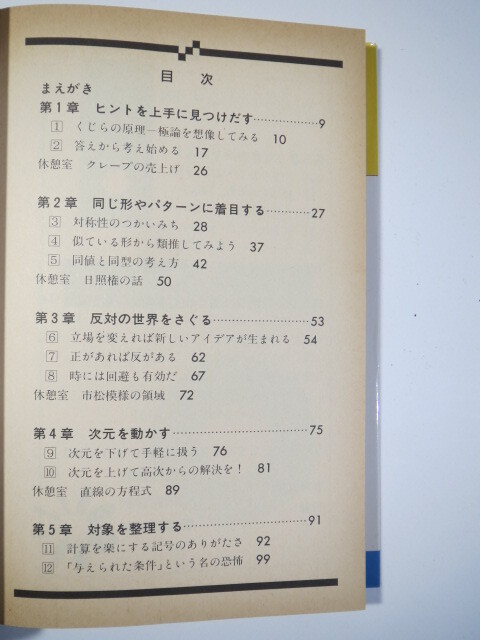 目次
まえがき
第1章 ヒントを上手に見つけだす…………9
1 くじらの原理―極論を想像してみる 10
2 答えから考え始める 17
休憩室 クレープの売上げ 26
第2章 同じ形やパターンに着目する…………27
3 対称性のつかいみち 28
4 似ている形から類推してみよう 37
5 同値と同型の考え方 42
休憩室 日照権の話 50
第3章 反対の世界をさぐる…………53
6 立場を変えれば新しいアイデアが生まれる 54
7 正があれば反がある 62
8 時には回避も有効だ 67
休憩室 市松模様の領域 72
第4章 次元を動かす…………75
9 次元を下げて手軽に扱う 76
10 次元を上げて高次からの解決を! 81
休憩室 直線の方程式 89
第5章 対象を整理する…………91
11 計算を楽にする記号のありがたさ 92
12 「与えられた条件」という名の恐怖 99